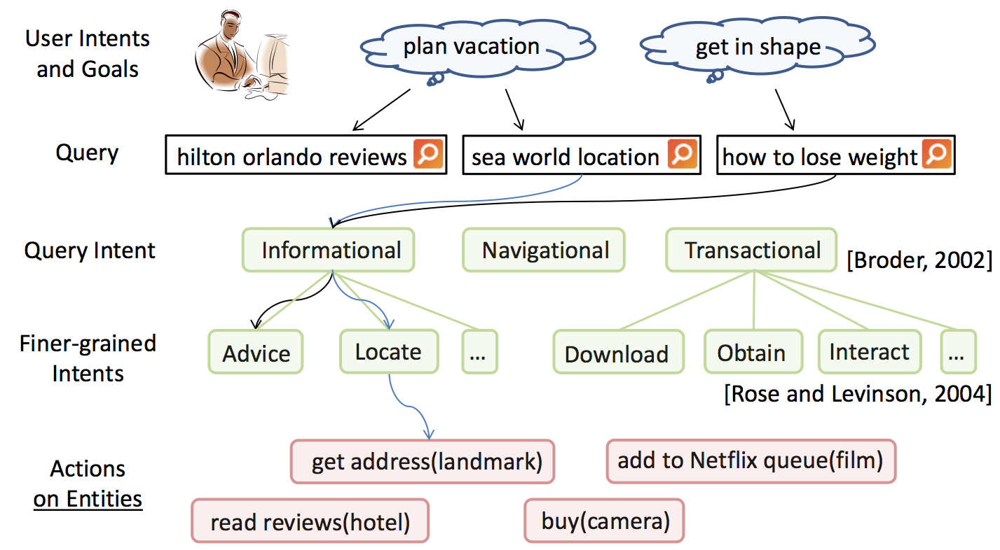 User Intents
and Goals
plan vacation
get in shape
Query
hilton orlando reviews
sea world location
how to lose weight
Query Intent
Informational
Navigational
Transactional
[Broder, 2002]
Finer-grained
Intents
Advice
Locate
...
Download
Obtain
Interact
...
[Rose and Levinson, 2004]
Actions
on Entities
get address(landmark)
add to Netflix queue(film)
read reviews(hotel)
buy(camera)